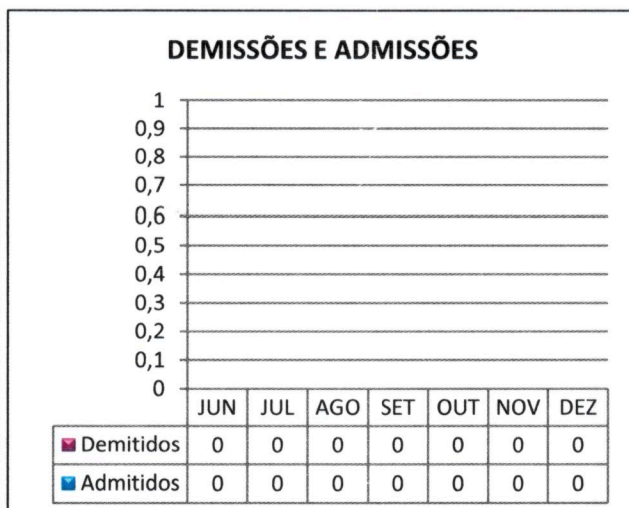 DEMISSÕES E ADMISSÕES
1
0,9
0,8
0,7
0,6
0,5
0,4
0,3
0,2
0,1
0
JUN JUL AGO SET OUT NOV DEZ
Demitidos 0 0 0 0 0 0 0
Admitidos 0 0 0 0 0 0 0